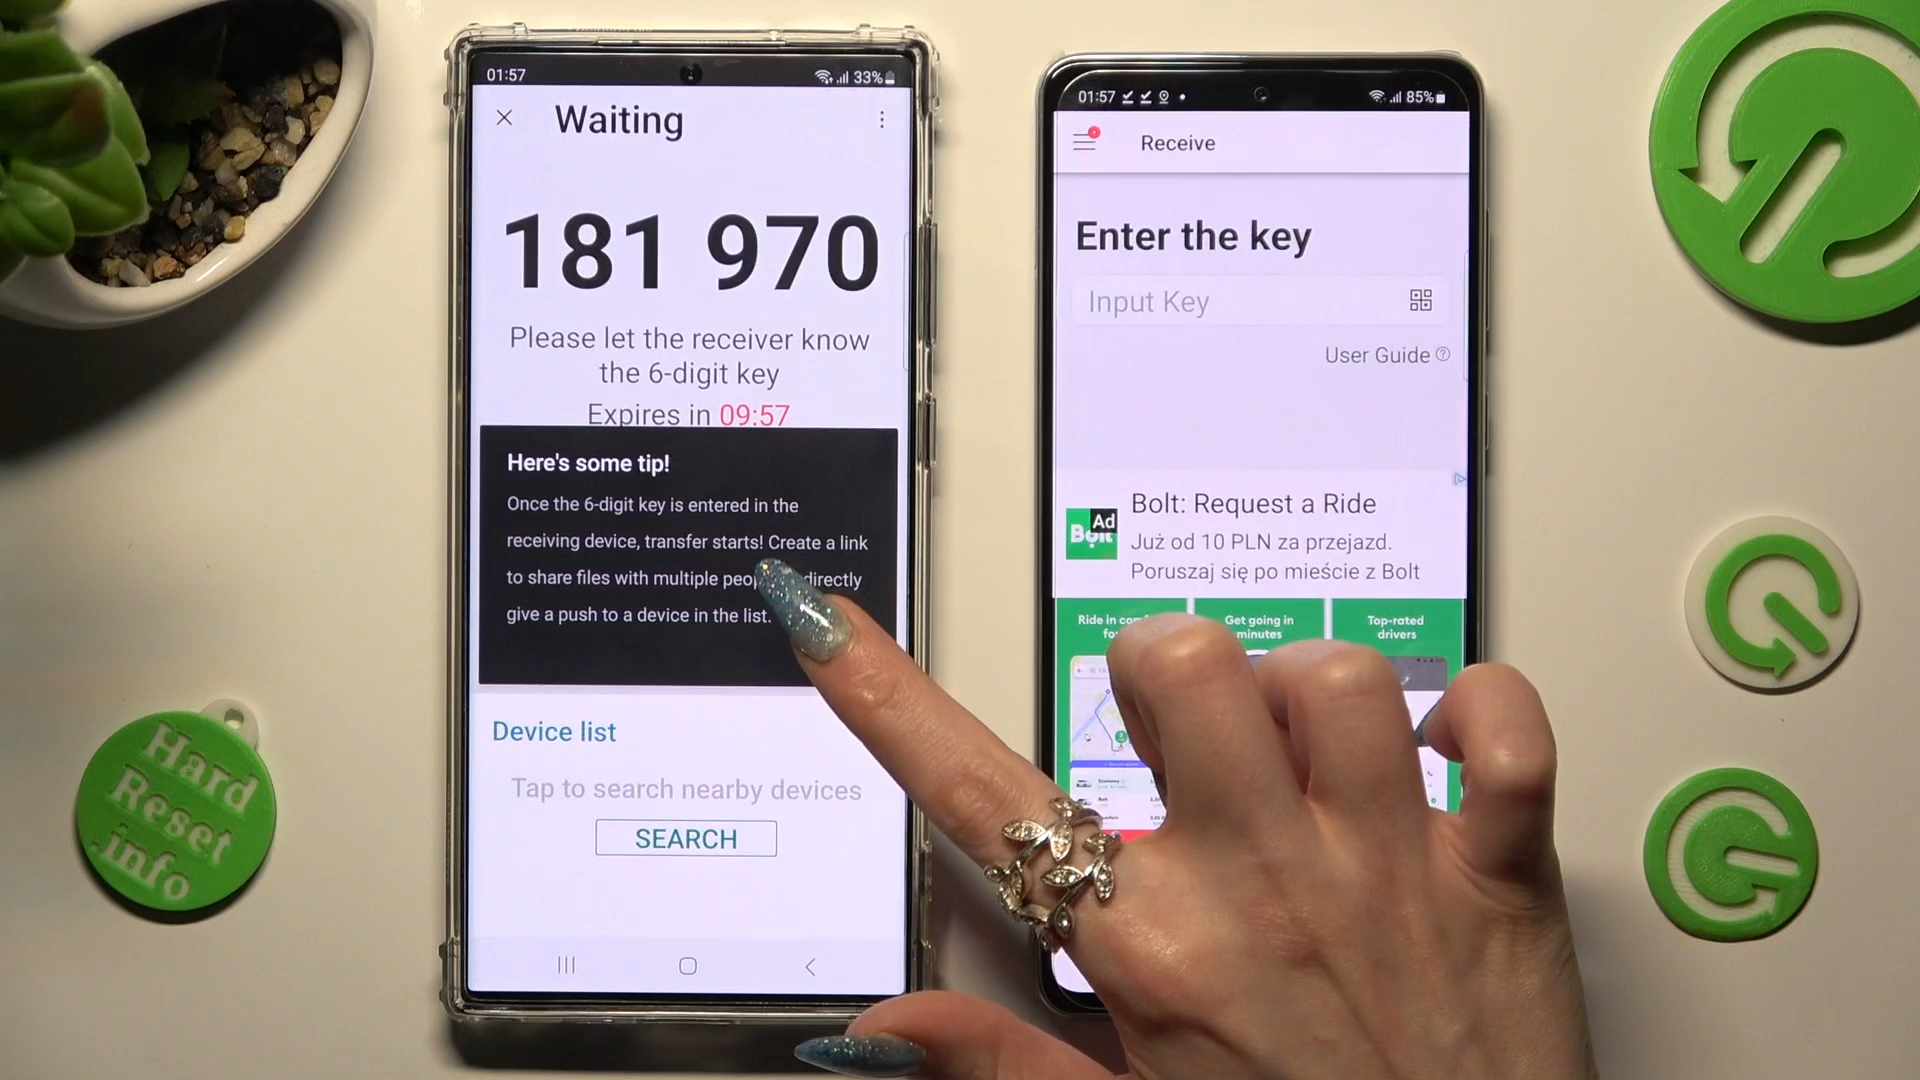 01:57
33%
Waiting
181 970
Please let the receiver know
the 6-digit key
Expires in 09:57
Here's some tip!
Once the 6-digit key is entered in the
receiving device, transfer starts! Create a link
to share files with multiple directly
give a push to a device in the list.
Device list
Tap to search nearby devices
SEARCH
01:57
85%
Receive
Enter the key
Input Key
User Guide
Ad
Bolt
Bolt: Request a Ride
Już od 10 PLN za przejazd.
Poruszaj się po mieście z Bolt
Ride in
Get going in
minutes
Top-rated
drivers
Hard
Reset
.info